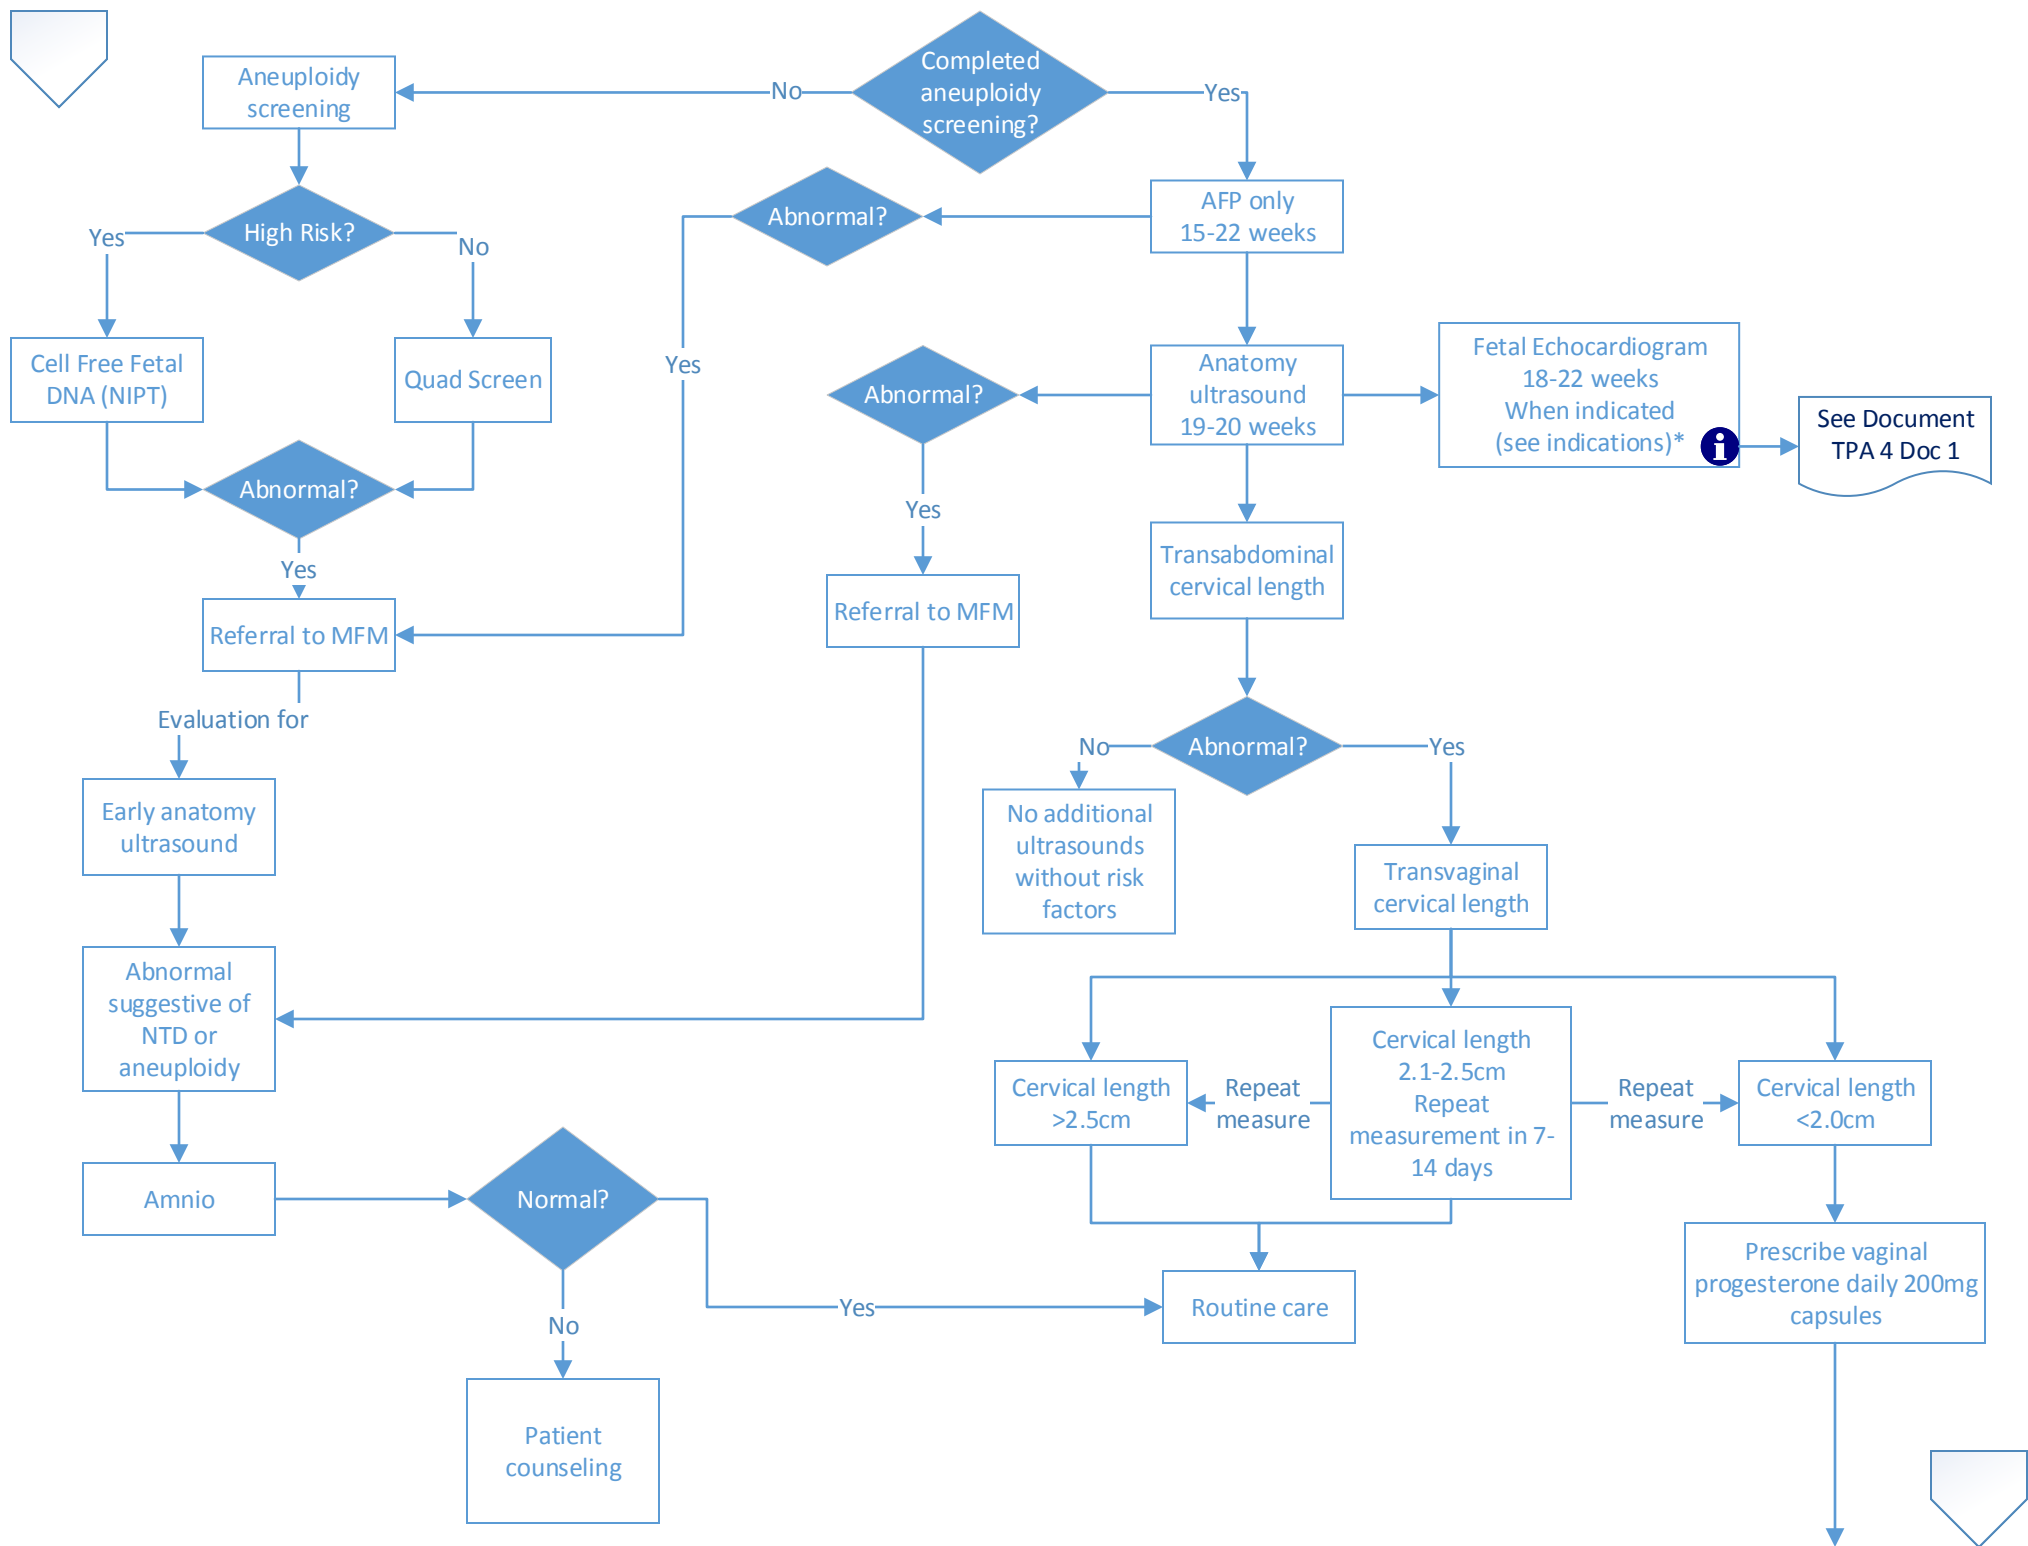 Completed
aneuploidy
screening?
No
Yes
Aneuploidy
screening
High Risk?
Yes
No
Cell Free Fetal
DNA (NIPT)
Quad Screen
Abnormal?
Yes
Referral to MFM
Evaluation for
Early anatomy
ultrasound
Abnormal
suggestive of
NTD or
aneuploidy
Amnio
Normal?
No
Yes
Patient
counseling
AFP only
15-22 weeks
Abnormal?
Yes
Anatomy
ultrasound
19-20 weeks
Abnormal?
Yes
Referral to MFM
Fetal Echocardiogram
18-22 weeks
When indicated
(see indications)*
i
See Document
TPA 4 Doc 1
Transabdominal
cervical length
Abnormal?
No
Yes
No additional
ultrasounds
without risk
factors
Transvaginal
cervical length
Cervical length
>2.5cm
Repeat
measure
Cervical length
2.1-2.5cm
Repeat
measurement in 7-
14 days
Repeat
measure
Cervical length
<2.0cm
Routine care
Prescribe vaginal
progesterone daily 200mg
capsules